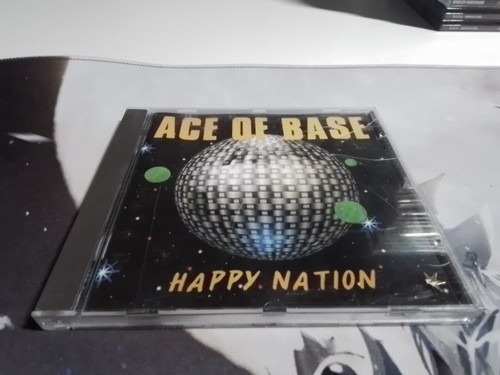 ACE OF BASE
HAPPY NATION